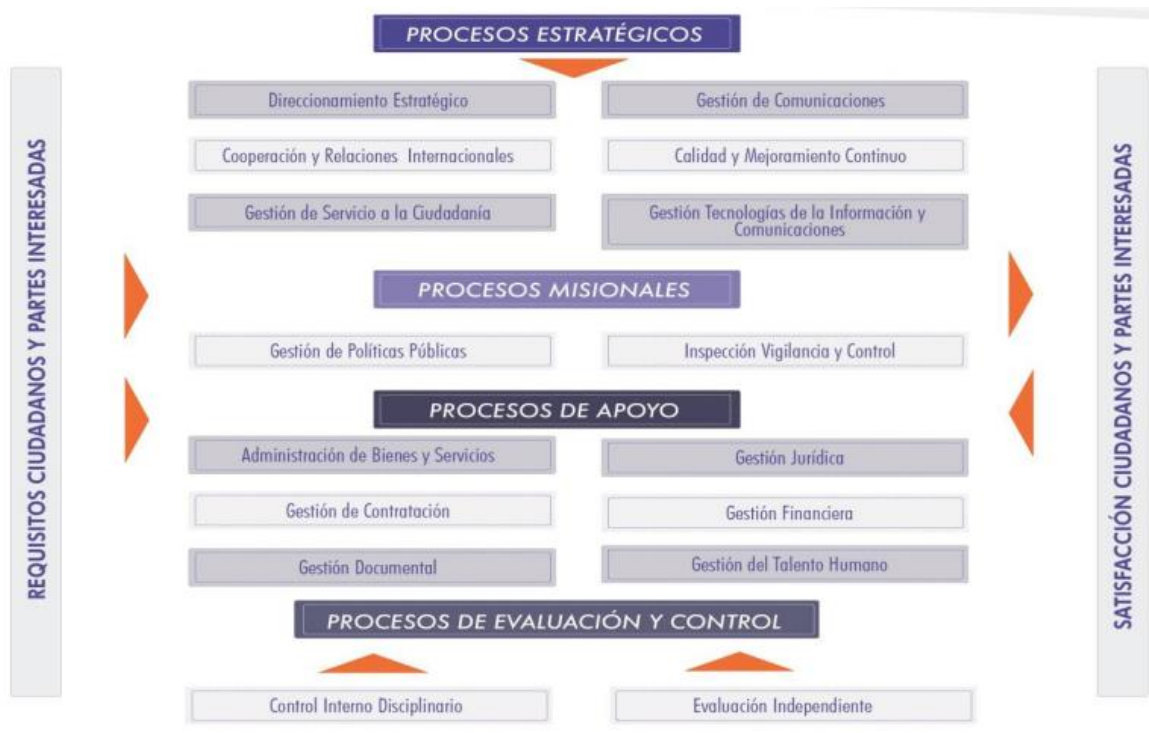 PROCESOS ESTRATÉGICOS
REQUISITOS CIUDADANOS Y PARTES INTERESADAS
Direccionamiento Estratégico
Gestión de Comunicaciones
Cooperación y Relaciones Internacionales
Calidad y Mejoramiento Continuo
Gestión de Servicio a la Ciudadanía
Gestión Tecnologías de la Información y
Comunicaciones
PROCESOS MISIONALES
Gestión de Políticas Públicas
Inspección Vigilancia y Control
PROCESOS DE APOYO
Administración de Bienes y Servicios
Gestión Jurídica
Gestión de Contratación
Gestión Financiera
Gestión Documental
Gestión del Talento Humano
PROCESOS DE EVALUACIÓN Y CONTROL
Control Interno Disciplinario
Evaluación Independiente
SATISFACCIÓN CIUDADANOS Y PARTES INTERESADAS